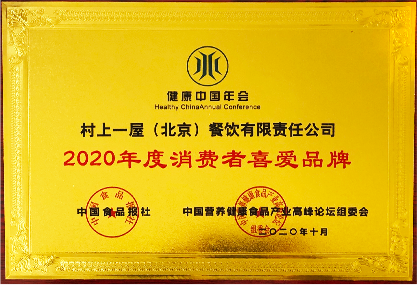 健康中国年会
Healthy ChinaAnnual Conference
村上一屋（北京）餐饮有限责任公司
2020年度消费者喜爱品牌
中国食品报社
中国营养健康食品产业高峰论坛组委会
二〇二〇年十月